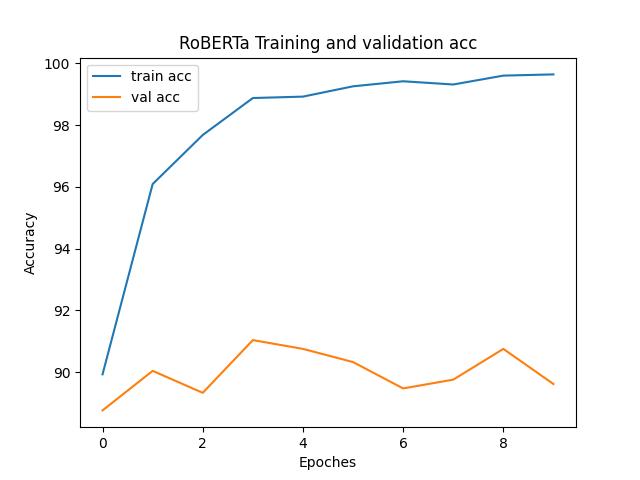 RoBERTa Training and validation acc
train acc
val acc
100
98
96
94
92
90
Accuracy
0
2
4
6
8
Epoches